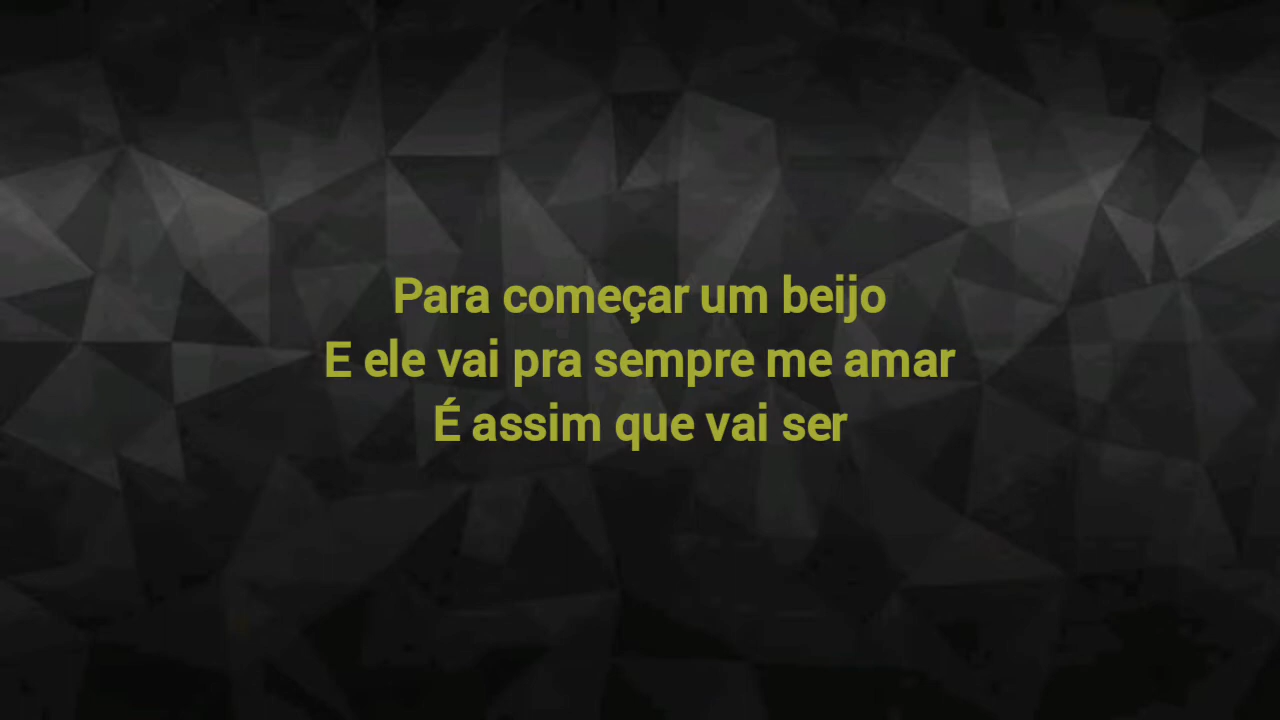 Para começar um beijo
E ele vai pra sempre me amar
É assim que vai ser